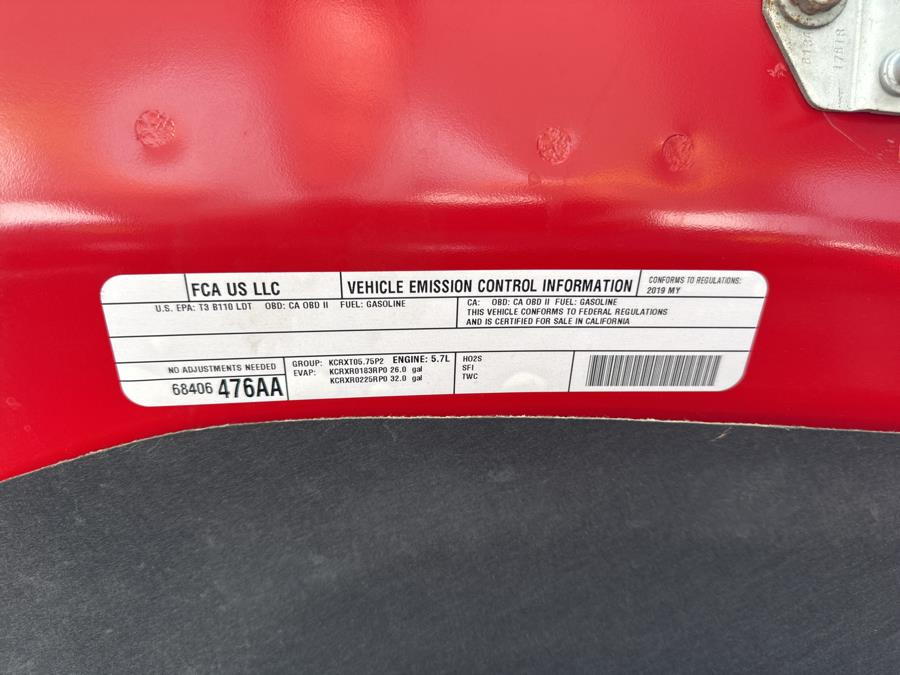 FCA US LLC
VEHICLE EMISSION CONTROL INFORMATION
CONFORMS TO REGULATIONS:
2019 MY
U.S. EPA: T3 B110 LDT OBD: CA OBD II FUEL: GASOLINE
CA: OBD: CA OBD II FUEL: GASOLINE
THIS VEHICLE CONFORMS TO FEDERAL REGULATIONS
AND IS CERTIFIED FOR SALE IN CALIFORNIA
NO ADJUSTMENTS NEEDED
68406 476AA
GROUP: KCRXT05.75P2 ENGINE: 5.7L
EVAP: KCRXR0183RP0 26.0 gal
KCRXR0225RP0 32.0 gal
HO2S
SFI
TWC